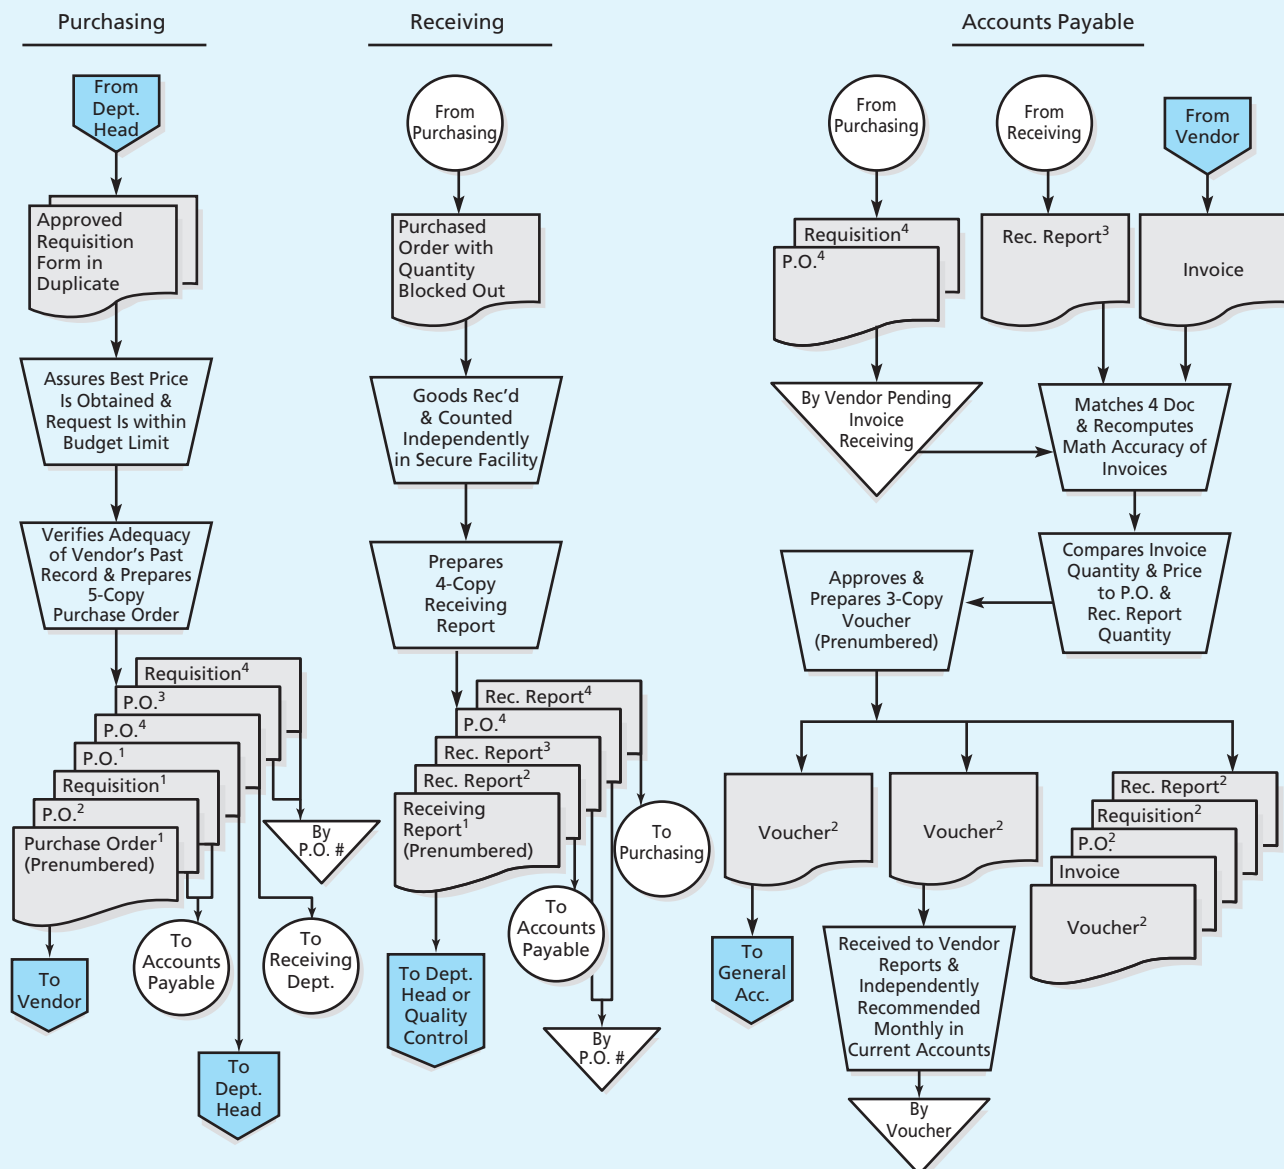 Purchasing
From
Dept.
Head
Approved
Requisition
Form in
Duplicate
Assures Best Price
Is Obtained &
Request Is within
Budget Limit
Verifies Adequacy
of Vendor's Past
Record & Prepares
5-Copy
Purchase Order
Requisition⁴
P.O.³
P.O.⁴
P.O.¹
Requisition¹
P.O.²
Purchase Order¹
(Prenumbered)
By
P.O. #
To
Vendor
To
Accounts
Payable
To
Receiving
Dept.
To
Dept.
Head
Receiving
From
Purchasing
Purchased
Order with
Quantity
Blocked Out
Goods Rec'd
& Counted
Independently
in Secure Facility
Prepares
4-Copy
Receiving
Report
Rec. Report⁴
P.O.⁴
Rec. Report³
Rec. Report²
Receiving
Report¹
(Prenumbered)
To
Purchasing
To
Accounts
Payable
To Dept.
Head or
Quality
Control
By
P.O. #
Accounts Payable
From
Purchasing
From
Receiving
From
Vendor
Requisition⁴
P.O.⁴
Rec. Report³
Invoice
By Vendor Pending
Invoice
Receiving
Matches 4 Doc
& Recomputes
Math Accuracy of
Invoices
Compares Invoice
Quantity & Price
to P.O. &
Rec. Report
Quantity
Approves &
Prepares 3-Copy
Voucher
(Prenumbered)
Voucher²
Voucher²
Rec. Report²
Requisition²
P.O.²
Invoice
Voucher²
To
General
Acc.
Received to Vendor
Reports &
Independently
Recommended
Monthly in
Current Accounts
By
Voucher